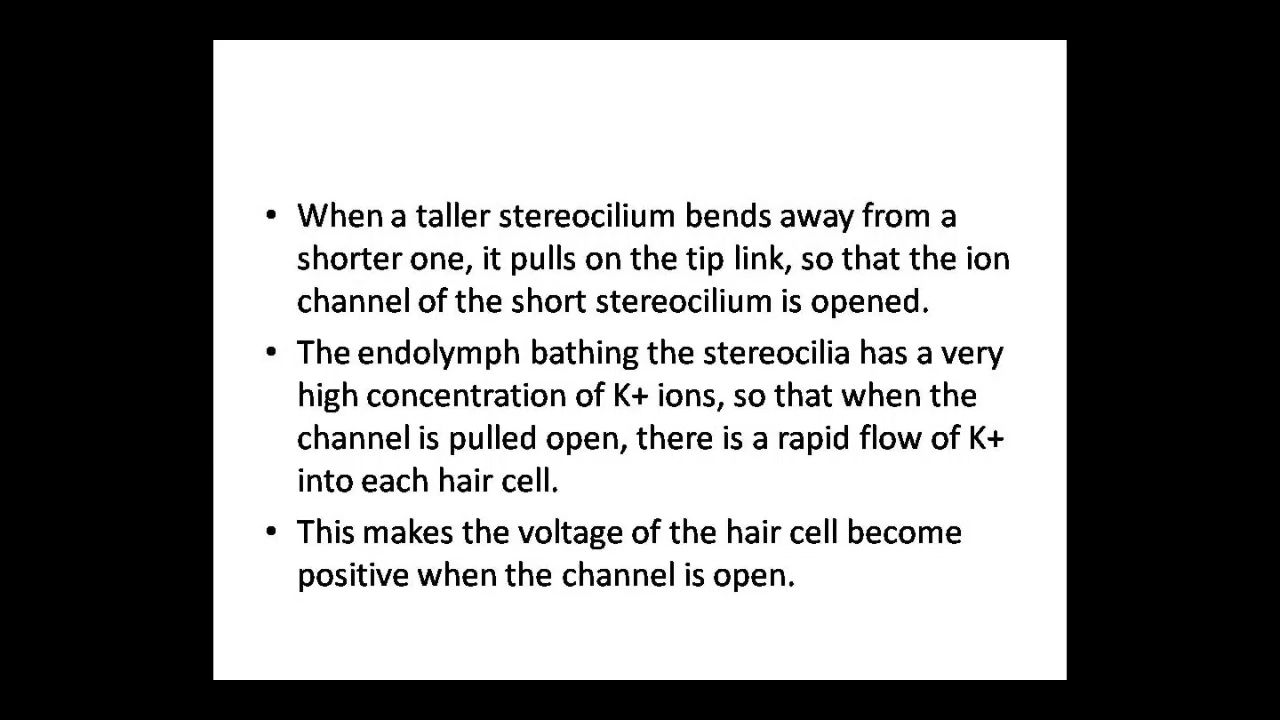 • When a taller stereocilium bends away from a
shorter one, it pulls on the tip link, so that the ion
channel of the short stereocilium is opened.
• The endolymph bathing the stereocilia has a very
high concentration of K+ ions, so that when the
channel is pulled open, there is a rapid flow of K+
into each hair cell.
• This makes the voltage of the hair cell become
positive when the channel is open.